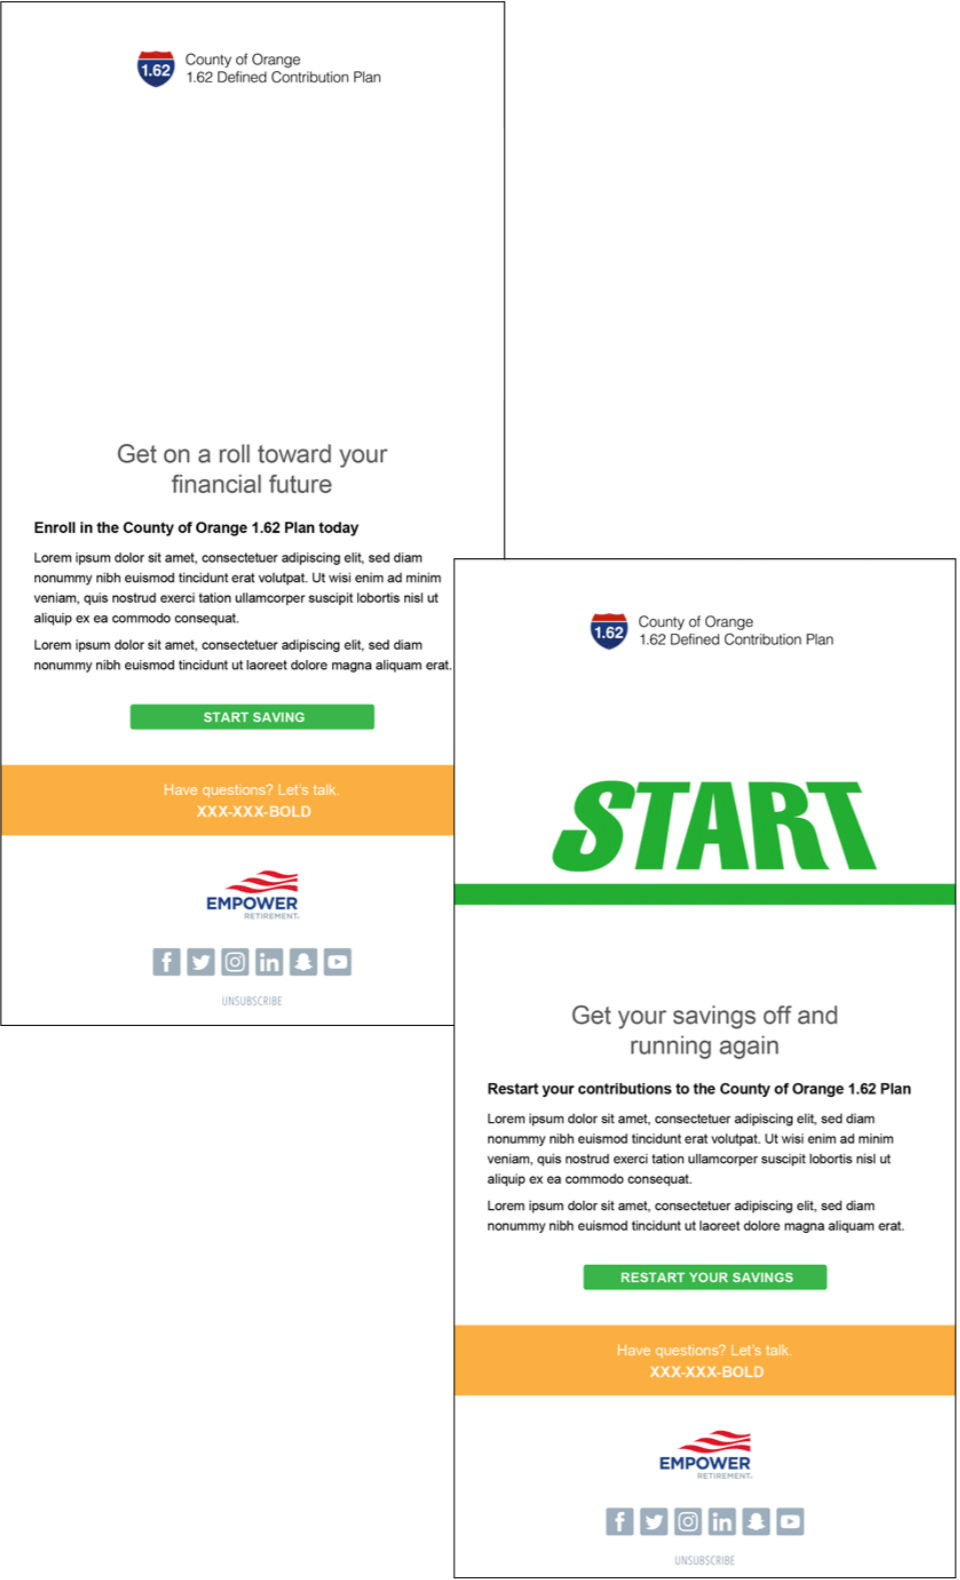 1.62
County of Orange
1.62 Defined Contribution Plan
Get on a roll toward your
financial future
Enroll in the County of Orange 1.62 Plan today
Lorem ipsum dolor sit amet, consectetuer adipiscing elit, sed diam
nonummy nibh euismod tincidunt erat volutpat. Ut wisi enim ad minim
veniam, quis nostrud exerci tation ullamcorper suscipit lobortis nisl ut
aliquip ex ea commodo consequat.
Lorem ipsum dolor sit amet, consectetuer adipiscing elit, sed diam
nonummy nibh euismod tincidunt ut laoreet dolore magna aliquam erat.
START SAVING
Have questions? Let's talk.
XXX-XXX-BOLD
EMPOWER
RETIREMENT.
UNSUBSCRIBE
1.62
County of Orange
1.62 Defined Contribution Plan
START
Get your savings off and
running again
Restart your contributions to the County of Orange 1.62 Plan
Lorem ipsum dolor sit amet, consectetuer adipiscing elit, sed diam
nonummy nibh euismod tincidunt erat volutpat. Ut wisi enim ad minim
veniam, quis nostrud exerci tation ullamcorper suscipit lobortis nisl ut
aliquip ex ea commodo consequat.
Lorem ipsum dolor sit amet, consectetuer adipiscing elit, sed diam
nonummy nibh euismod tincidunt ut laoreet dolore magna aliquam erat.
RESTART YOUR SAVINGS
Have questions? Let's talk.
XXX-XXX-BOLD
EMPOWER
RETIREMENT.
UNSUBSCRIBE